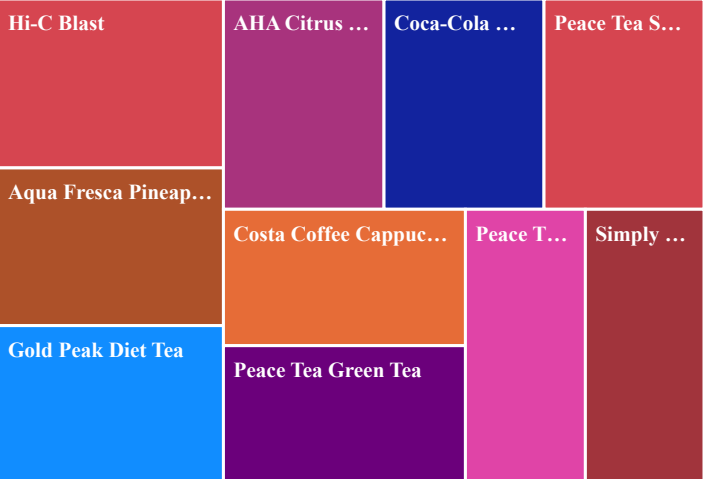 Hi-C Blast
AHA Citrus …
Coca-Cola …
Peace Tea S…
Aqua Fresca Pineap…
Costa Coffee Cappuc…
Peace T…
Simply …
Gold Peak Diet Tea
Peace Tea Green Tea